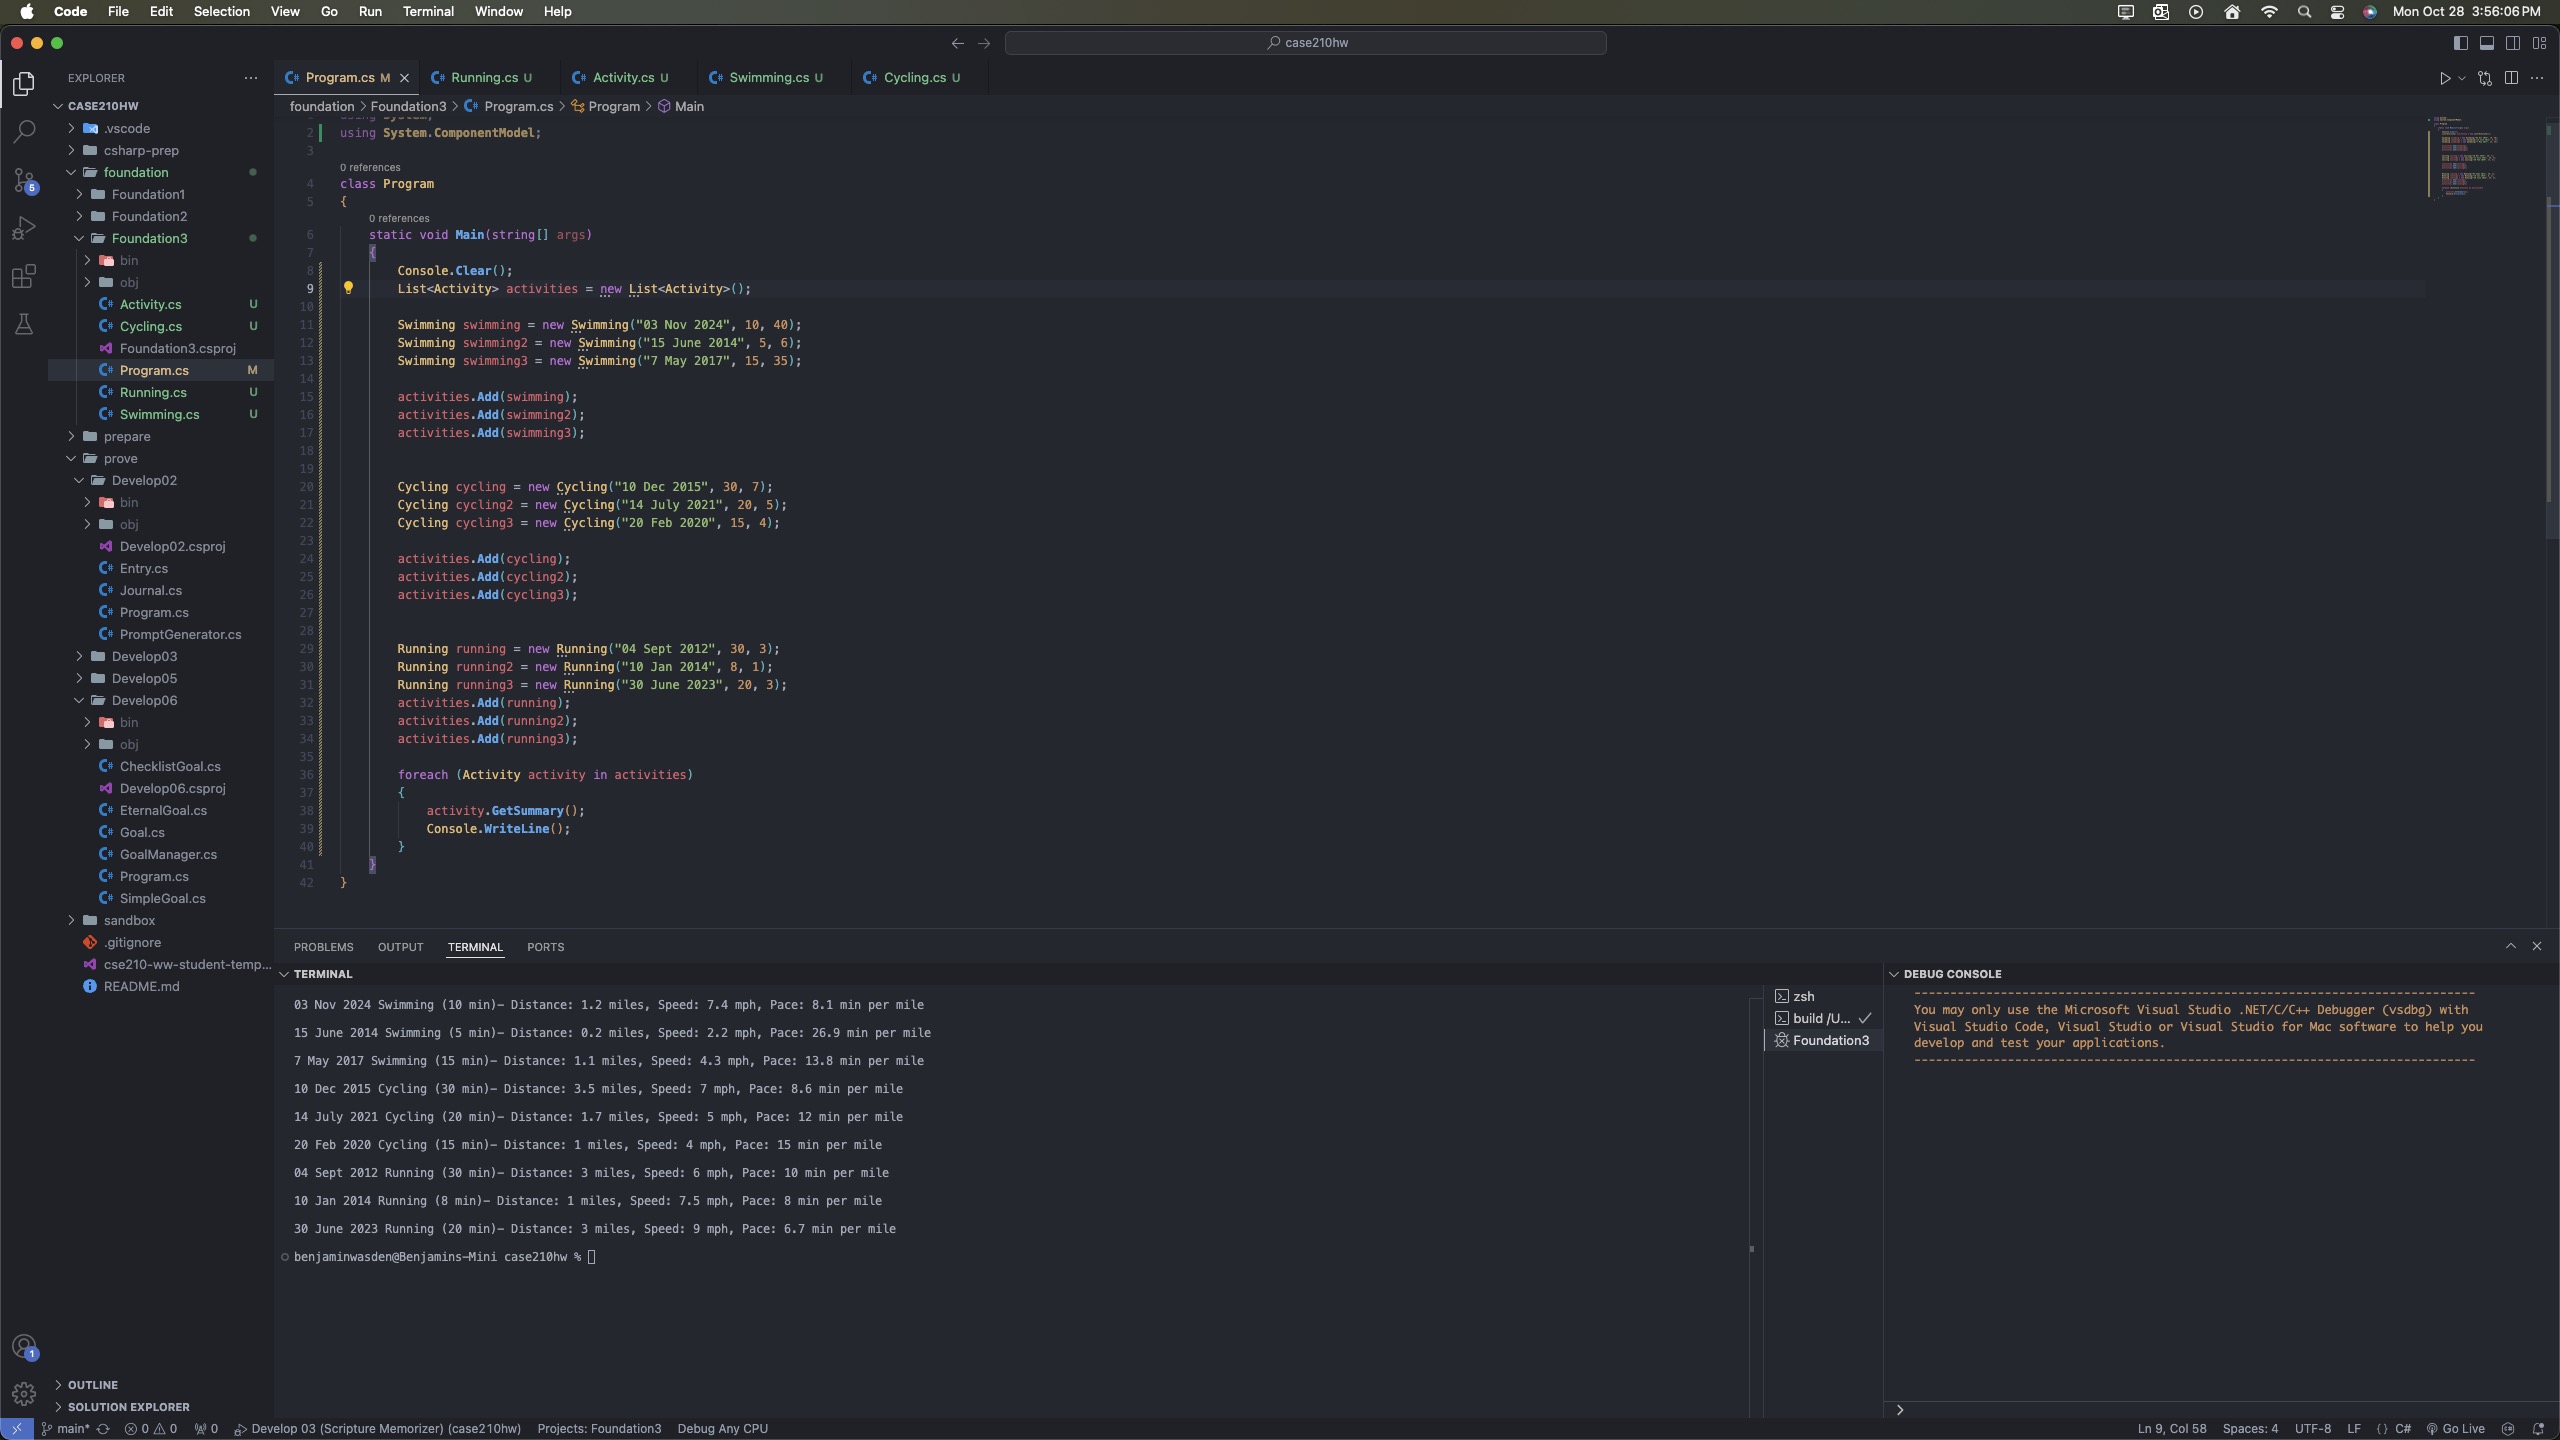 Code File Edit Selection View Go Run Terminal Window Help
Mon Oct 28 3:56:06 PM
case210hw
EXPLORER
CASE210HW
.vscode
csharp-prep
foundation
Foundation1
Foundation2
Foundation3
bin
obj
Activity.cs U
Cycling.cs U
Foundation3.csproj
Program.cs M
Running.cs U
Swimming.cs U
prepare
prove
Develop02
bin
obj
Develop02.csproj
Entry.cs
Journal.cs
Program.cs
PromptGenerator.cs
Develop03
Develop05
Develop06
bin
obj
ChecklistGoal.cs
Develop06.csproj
EternalGoal.cs
Goal.cs
GoalManager.cs
Program.cs
SimpleGoal.cs
sandbox
.gitignore
cse210-ww-student-temp...
README.md
OUTLINE
SOLUTION EXPLORER
5
1
Program.cs M Running.cs U Activity.cs U Swimming.cs U Cycling.cs U
foundation > Foundation3 > Program.cs > Program > Main
1 using System;
2 using System.ComponentModel;
3
0 references
4 class Program
5 {
0 references
6 static void Main(string[] args)
7 {
8 Console.Clear();
9 List<Activity> activities = new List<Activity>();
10
11 Swimming swimming = new Swimming("03 Nov 2024", 10, 40);
12 Swimming swimming2 = new Swimming("15 June 2014", 5, 6);
13 Swimming swimming3 = new Swimming("7 May 2017", 15, 35);
14
15 activities.Add(swimming);
16 activities.Add(swimming2);
17 activities.Add(swimming3);
18
19
20 Cycling cycling = new Cycling("10 Dec 2015", 30, 7);
21 Cycling cycling2 = new Cycling("14 July 2021", 20, 5);
22 Cycling cycling3 = new Cycling("20 Feb 2020", 15, 4);
23
24 activities.Add(cycling);
25 activities.Add(cycling2);
26 activities.Add(cycling3);
27
28
29 Running running = new Running("04 Sept 2012", 30, 3);
30 Running running2 = new Running("10 Jan 2014", 8, 1);
31 Running running3 = new Running("30 June 2023", 20, 3);
32 activities.Add(running);
33 activities.Add(running2);
34 activities.Add(running3);
35
36 foreach (Activity activity in activities)
37 {
38 activity.GetSummary();
39 Console.WriteLine();
40 }
41 }
42 }
PROBLEMS OUTPUT TERMINAL PORTS
TERMINAL
03 Nov 2024 Swimming (10 min)- Distance: 1.2 miles, Speed: 7.4 mph, Pace: 8.1 min per mile
15 June 2014 Swimming (5 min)- Distance: 0.2 miles, Speed: 2.2 mph, Pace: 26.9 min per mile
7 May 2017 Swimming (15 min)- Distance: 1.1 miles, Speed: 4.3 mph, Pace: 13.8 min per mile
10 Dec 2015 Cycling (30 min)- Distance: 3.5 miles, Speed: 7 mph, Pace: 8.6 min per mile
14 July 2021 Cycling (20 min)- Distance: 1.7 miles, Speed: 5 mph, Pace: 12 min per mile
20 Feb 2020 Cycling (15 min)- Distance: 1 miles, Speed: 4 mph, Pace: 15 min per mile
04 Sept 2012 Running (30 min)- Distance: 3 miles, Speed: 6 mph, Pace: 10 min per mile
10 Jan 2014 Running (8 min)- Distance: 1 miles, Speed: 7.5 mph, Pace: 8 min per mile
30 June 2023 Running (20 min)- Distance: 3 miles, Speed: 9 mph, Pace: 6.7 min per mile
benjaminwasden@Benjamins-Mini case210hw %
zsh
build /U...
Foundation3
DEBUG CONSOLE
------------------------------------------------------------------------------
You may only use the Microsoft Visual Studio .NET/C/C++ Debugger (vsdbg) with
Visual Studio Code, Visual Studio or Visual Studio for Mac software to help you
develop and test your applications.
------------------------------------------------------------------------------
main* 0 0 0 Develop 03 (Scripture Memorizer) (case210hw) Projects: Foundation3 Debug Any CPU
Ln 9, Col 58 Spaces: 4 UTF-8 LF {} C# Go Live